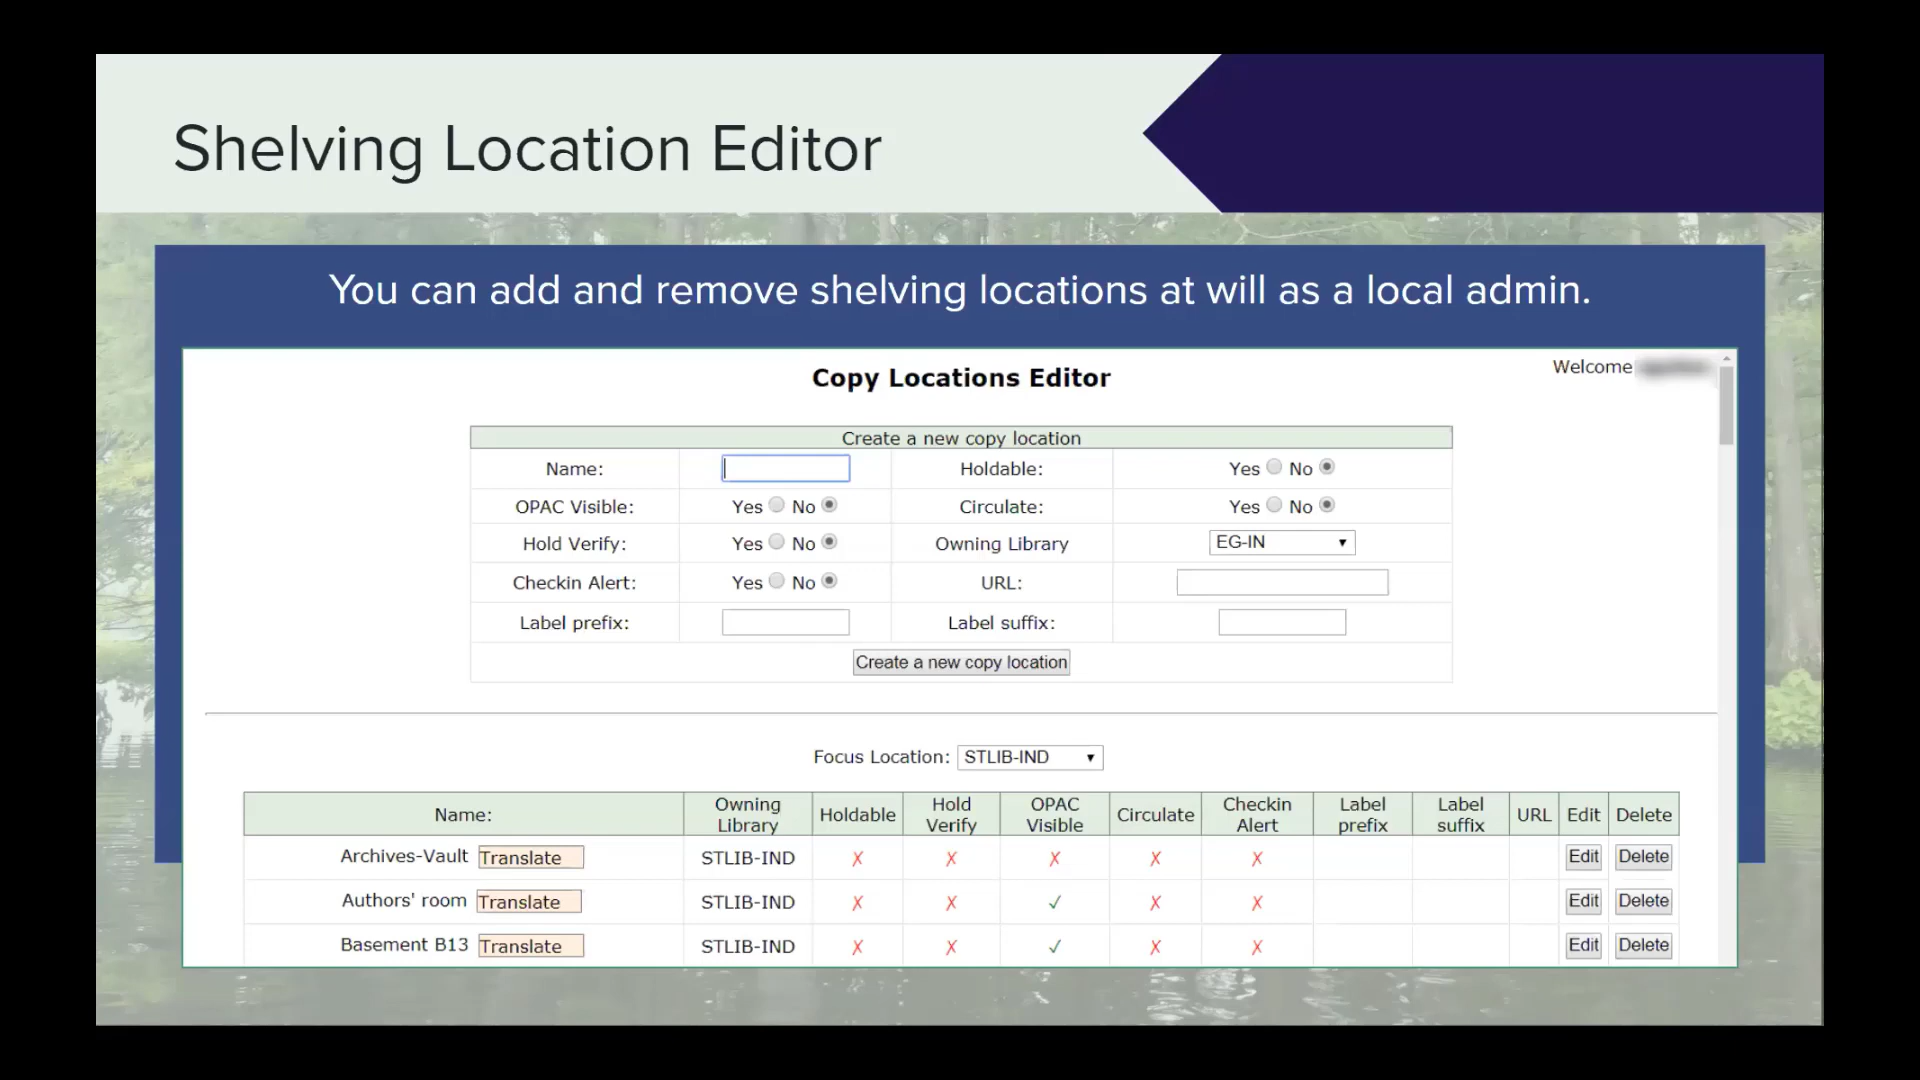 Shelving Location Editor
You can add and remove shelving locations at will as a local admin.
Welcome
Copy Locations Editor
Create a new copy location
Name: Holdable: Yes No
OPAC Visible: Yes No Circulate: Yes No
Hold Verify: Yes No Owning Library EG-IN
Checkin Alert: Yes No URL:
Label prefix: Label suffix:
Create a new copy location
Focus Location: STLIB-IND
Name: Owning Library Holdable Hold Verify OPAC Visible Circulate Checkin Alert Label prefix Label suffix URL Edit Delete
Archives-Vault Translate STLIB-IND ✗ ✗ ✗ ✗ ✗ Edit Delete
Authors' room Translate STLIB-IND ✗ ✗ ✓ ✗ ✗ Edit Delete
Basement B13 Translate STLIB-IND ✗ ✗ ✓ ✗ ✗ Edit Delete